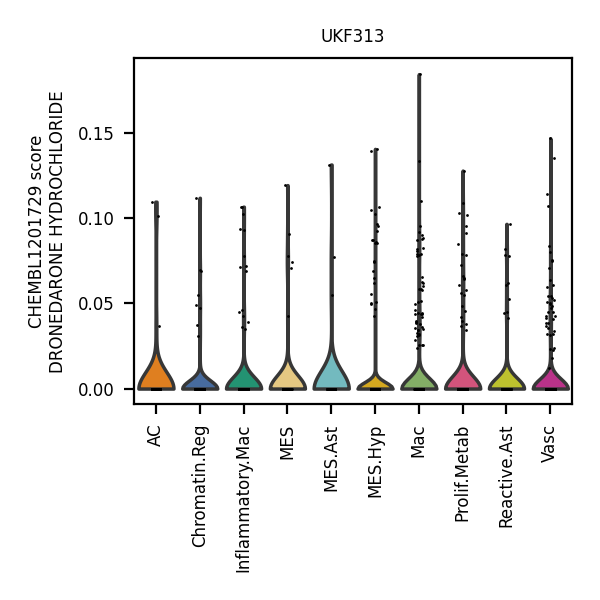 UKF313
CHEMBL1201729 score
DRONEDARONE HYDROCHLORIDE
0.15
0.10
0.05
0.00
AC
Chromatin.Reg
Inflammatory.Mac
MES
MES.Ast
MES.Hyp
Mac
Prolif.Metab
Reactive.Ast
Vasc